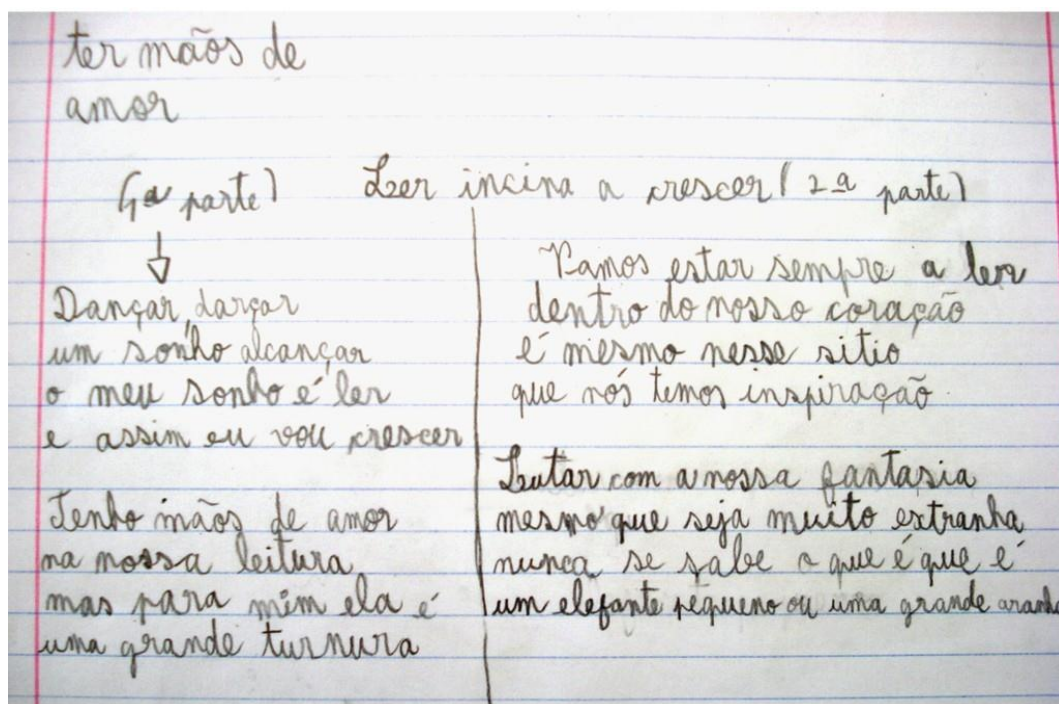 ter mãos de
amor
Ler incina a crescer (2ª parte)
(1ª parte)
Dançar, darçar
um sonho alcançar
o meu sonho é ler
e assim eu vou crescer
Tenho mãos de amor
na nossa leitura
mas para mim ela é
uma grande turnura
Vamos estar sempre a ler
dentro do nosso coração
é mesmo nesse sitio
que nós temos inspiração.
Lutar com a nossa fantasia
mesmo que seja muito extranha
nunca se sabe o que é que é
um elefante pequeno ou uma grande aranha